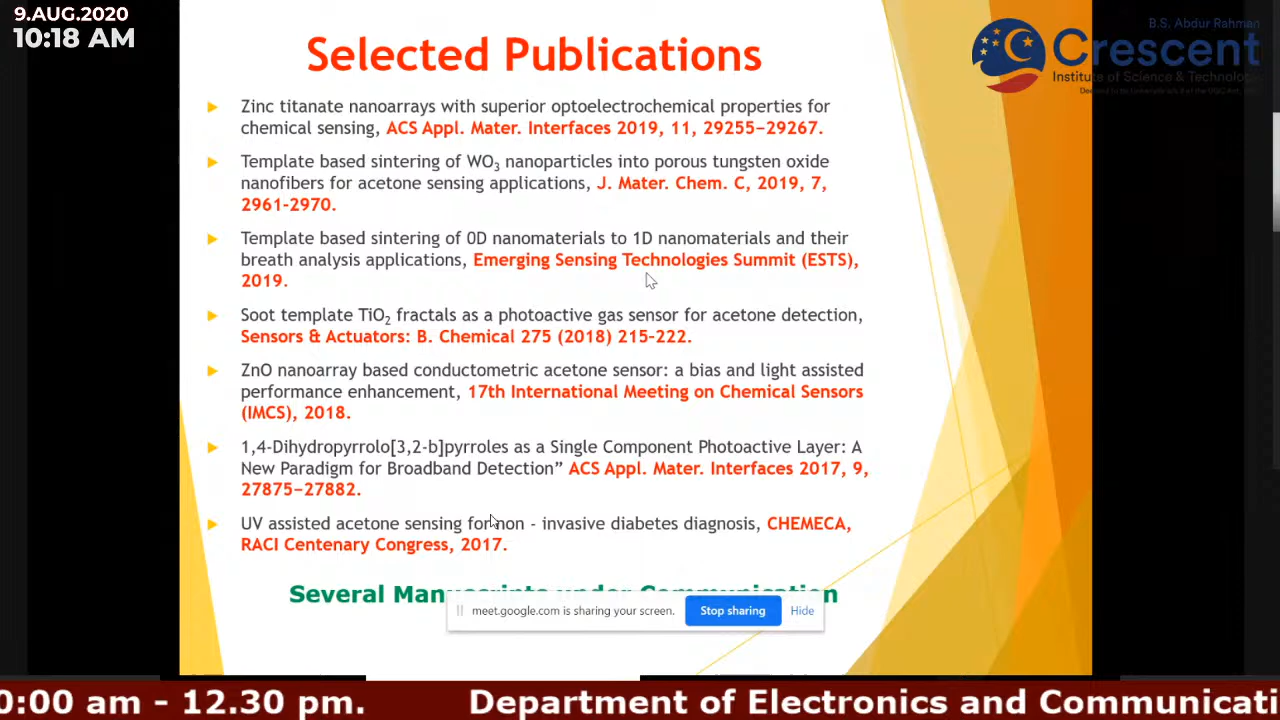 9.AUG.2020
10:18 AM
B.S. Abdur Rahman
Crescent
Institute of Science & Technolog
Selected Publications
Zinc titanate nanoarrays with superior optoelectrochemical properties for
chemical sensing, ACS Appl. Mater. Interfaces 2019, 11, 29255−29267.
Template based sintering of WO₃ nanoparticles into porous tungsten oxide
nanofibers for acetone sensing applications, J. Mater. Chem. C, 2019, 7,
2961-2970.
Template based sintering of 0D nanomaterials to 1D nanomaterials and their
breath analysis applications, Emerging Sensing Technologies Summit (ESTS),
2019.
Soot template TiO₂ fractals as a photoactive gas sensor for acetone detection,
Sensors & Actuators: B. Chemical 275 (2018) 215–222.
ZnO nanoarray based conductometric acetone sensor: a bias and light assisted
performance enhancement, 17th International Meeting on Chemical Sensors
(IMCS), 2018.
1,4-Dihydropyrrolo[3,2-b]pyrroles as a Single Component Photoactive Layer: A
New Paradigm for Broadband Detection” ACS Appl. Mater. Interfaces 2017, 9,
27875−27882.
UV assisted acetone sensing for non - invasive diabetes diagnosis, CHEMECA,
RACI Centenary Congress, 2017.
Several Manuscripts under Communication
meet.google.com is sharing your screen. Stop sharing Hide
0:00 am - 12.30 pm. Department of Electronics and Communicati